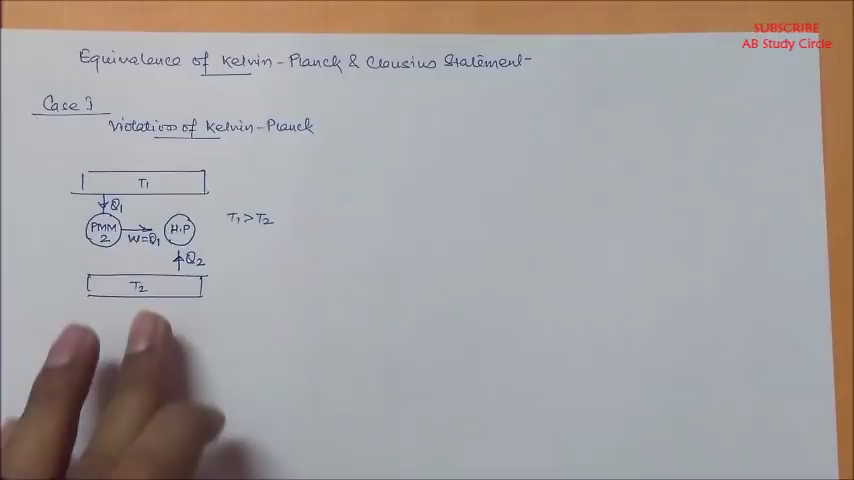 SUBSCRIBE
AB Study Circle
Equivalence of Kelvin-Planck & Clausius Statement-
Case I
Violation of Kelvin-Planck
T1
Q1
PMM
2
W=Q1
H.P
T1>T2
Q2
T2